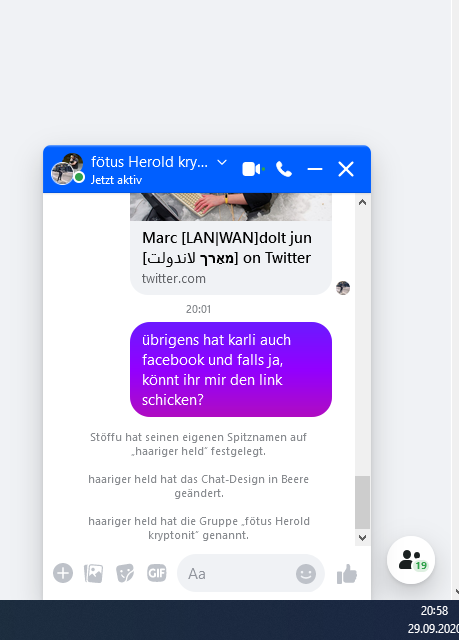 fötus Herold kry...
Jetzt aktiv
Marc [LAN|WAN]dolt jun
[מאַרך لاندولت] on Twitter
twitter.com
20:01
übrigens hat karli auch
facebook und falls ja,
könnt ihr mir den link
schicken?
Stöffu hat seinen eigenen Spitznamen auf
„haariger held“ festgelegt.
haariger held hat das Chat-Design in Beere
geändert.
haariger held hat die Gruppe „fötus Herold
kryptonit“ genannt.
GIF
Aa
19
20:58
29.09.2020